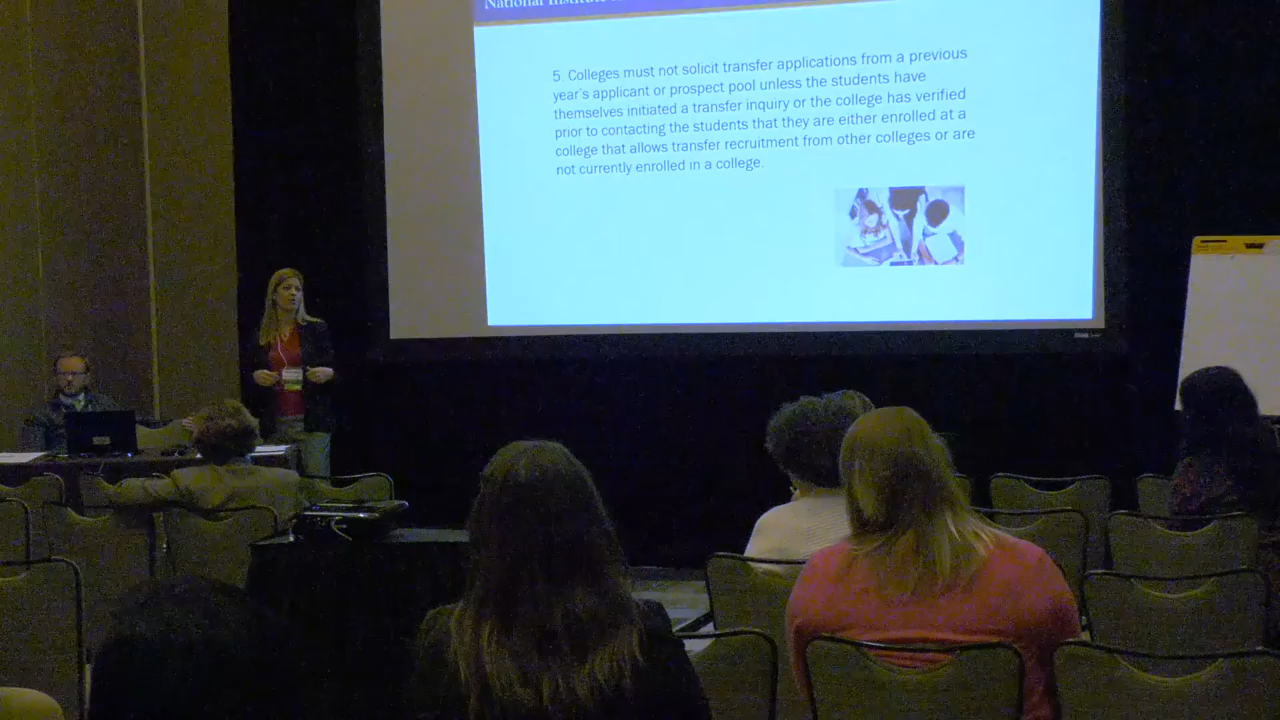 National Institute
5. Colleges must not solicit transfer applications from a previous
year's applicant or prospect pool unless the students have
themselves initiated a transfer inquiry or the college has verified
prior to contacting the students that they are either enrolled at a
college that allows transfer recruitment from other colleges or are
not currently enrolled in a college.